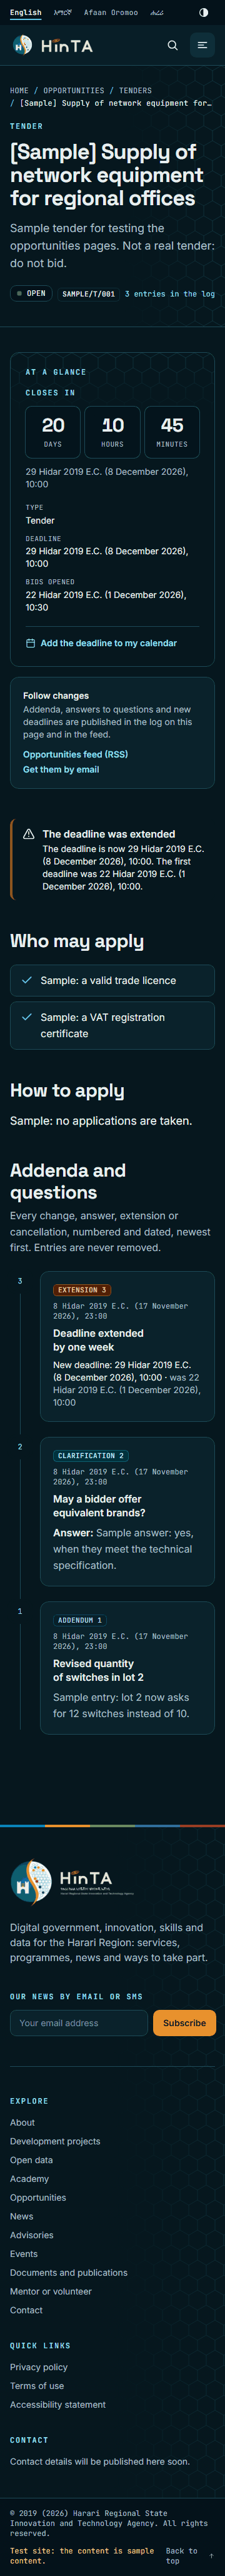 English አማርኛ Afaan Oromoo ሐረሪ
HinTA
HOME / OPPORTUNITIES / TENDERS
/ [Sample] Supply of network equipment for…
TENDER
[Sample] Supply of
network equipment
for regional offices
Sample tender for testing the
opportunities pages. Not a real tender:
do not bid.
OPEN SAMPLE/T/001 3 entries in the log
AT A GLANCE
CLOSES IN
20 10 45
DAYS HOURS MINUTES
29 Hidar 2019 E.C. (8 December 2026),
10:00
TYPE
Tender
DEADLINE
29 Hidar 2019 E.C. (8 December 2026),
10:00
BIDS OPENED
22 Hidar 2019 E.C. (1 December 2026),
10:30
Add the deadline to my calendar
Follow changes
Addenda, answers to questions and new
deadlines are published in the log on this
page and in the feed.
Opportunities feed (RSS)
Get them by email
The deadline was extended
The deadline is now 29 Hidar 2019 E.C.
(8 December 2026), 10:00. The first
deadline was 22 Hidar 2019 E.C. (1
December 2026), 10:00.
Who may apply
Sample: a valid trade licence
Sample: a VAT registration
certificate
How to apply
Sample: no applications are taken.
Addenda and
questions
Every change, answer, extension or
cancellation, numbered and dated, newest
first. Entries are never removed.
3
EXTENSION 3
8 Hidar 2019 E.C. (17 November
2026), 23:00
Deadline extended
by one week
New deadline: 29 Hidar 2019 E.C.
(8 December 2026), 10:00 · was 22
Hidar 2019 E.C. (1 December 2026),
10:00
2
CLARIFICATION 2
8 Hidar 2019 E.C. (17 November
2026), 23:00
May a bidder offer
equivalent brands?
Answer: Sample answer: yes,
when they meet the technical
specification.
1
ADDENDUM 1
8 Hidar 2019 E.C. (17 November
2026), 23:00
Revised quantity
of switches in lot 2
Sample entry: lot 2 now asks
for 12 switches instead of 10.
HinTA
Digital government, innovation, skills and
data for the Harari Region: services,
programmes, news and ways to take part.
OUR NEWS BY EMAIL OR SMS
Your email address Subscribe
EXPLORE
About
Development projects
Open data
Academy
Opportunities
News
Advisories
Events
Documents and publications
Mentor or volunteer
Contact
QUICK LINKS
Privacy policy
Terms of use
Accessibility statement
CONTACT
Contact details will be published here soon.
© 2019 (2026) Harari Regional State
Innovation and Technology Agency. All rights
reserved.
Test site: the content is sample
content.
Back to
top ↑